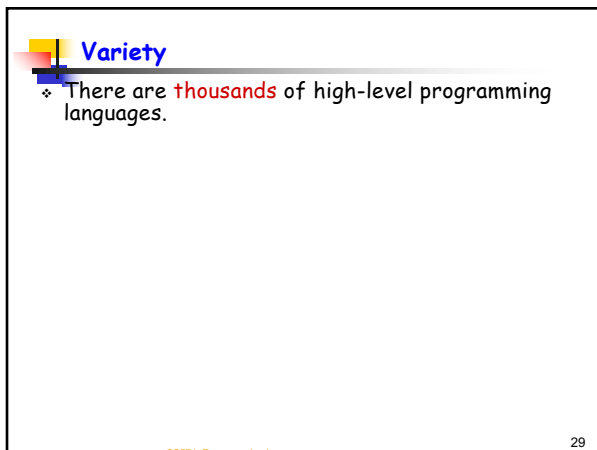 Variety
There are thousands of high-level programming
languages.
29